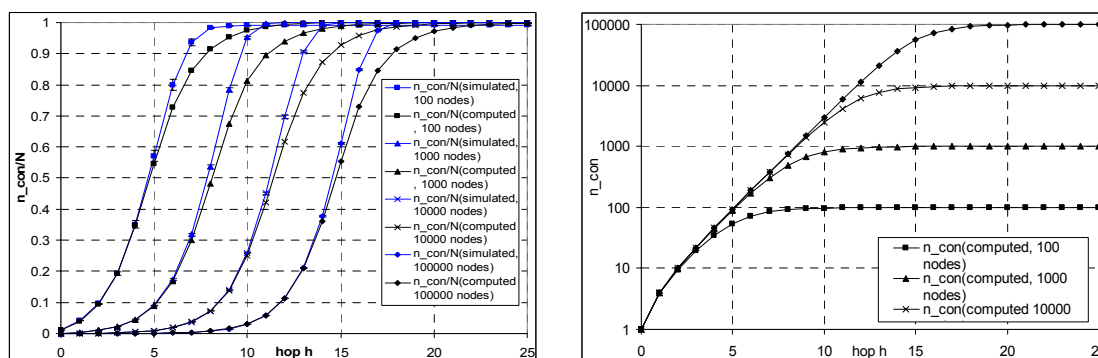 1
0.9
0.8
0.7
0.6
0.5
0.4
0.3
0.2
0.1
0
n_con/N
0 5 10 15 20 25
hop h
n_con/N(simulated,
100 nodes)
n_con/N(computed
, 100 nodes)
n_con/N(simulated,
1000 nodes)
n_con/N(computed
, 1000 nodes)
n_con/N(simulated,
10000 nodes)
n_con/N(computed
10000 nodes)
n_con/N(simulated,
100000 nodes)
n_con/N(computed
100000 nodes)
100000
10000
1000
100
10
1
n_con
0 5 10 15 20 25
hop h
n_con(computed, 100
nodes)
n_con(computed, 1000
nodes)
n_con(computed 10000